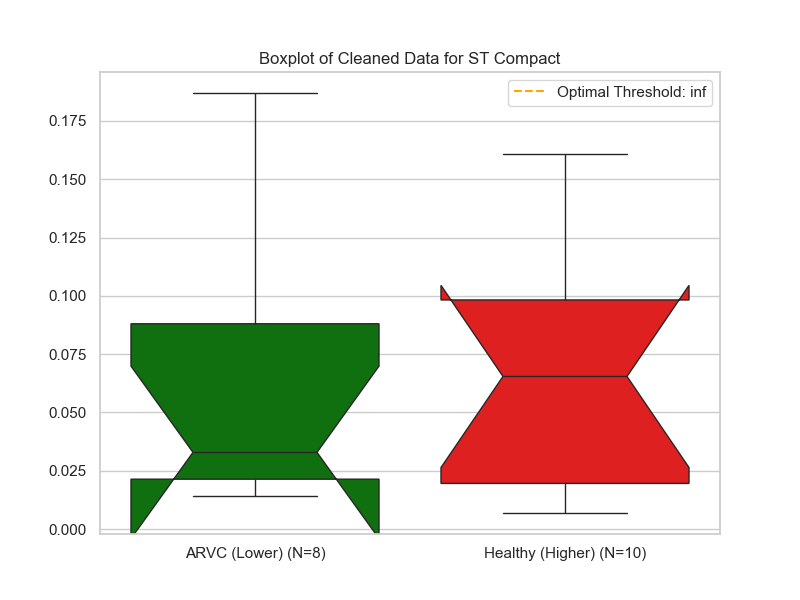 Boxplot of Cleaned Data for ST Compact
Optimal Threshold: inf
0.175
0.150
0.125
0.100
0.075
0.050
0.025
0.000
ARVC (Lower) (N=8)
Healthy (Higher) (N=10)